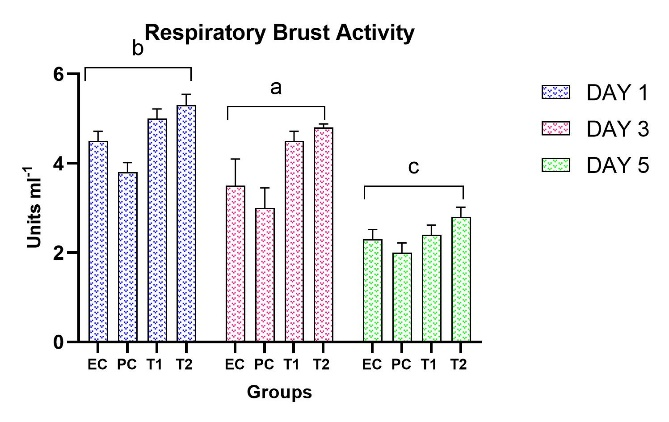 Respiratory Brust Activity
b
a
c
6
4
2
0
Units ml-1
EC PC T1 T2 EC PC T1 T2 EC PC T1 T2
Groups
DAY 1
DAY 3
DAY 5